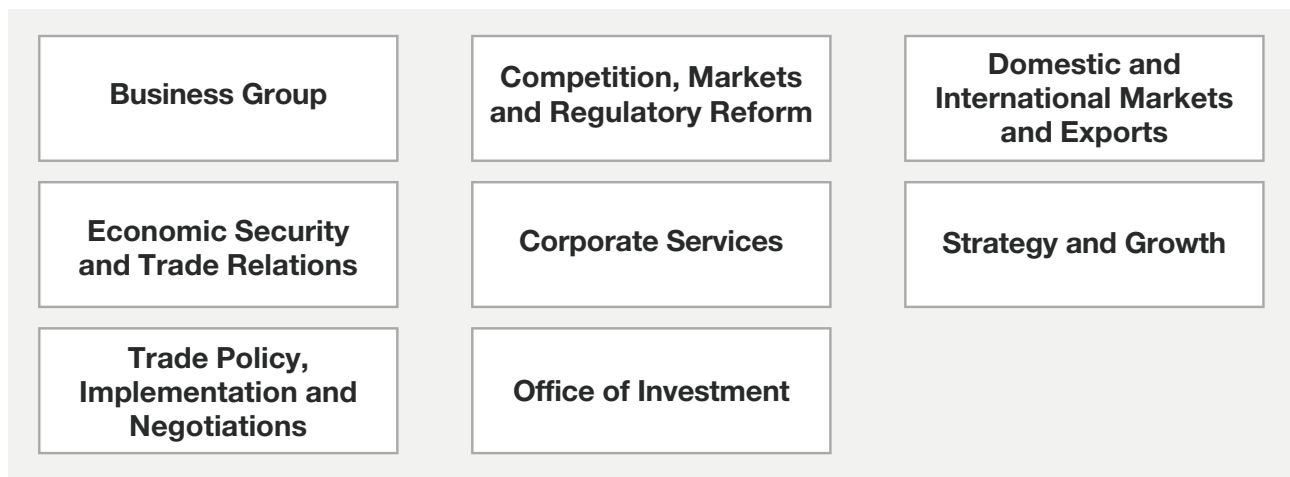 Business Group
Competition, Markets
and Regulatory Reform
Domestic and
International Markets
and Exports
Economic Security
and Trade Relations
Corporate Services
Strategy and Growth
Trade Policy,
Implementation and
Negotiations
Office of Investment